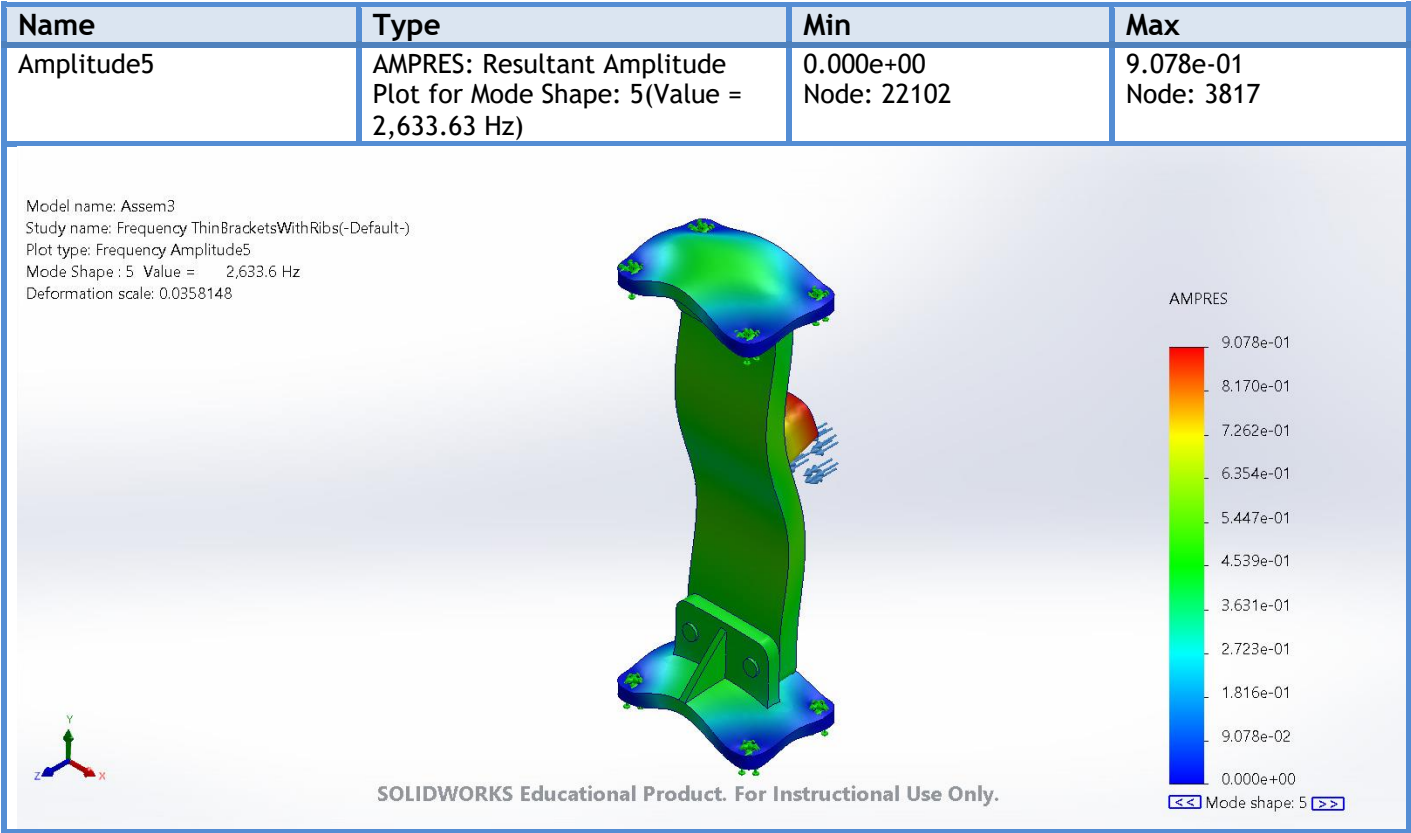 Name Type Min Max
Amplitude5 AMPRES: Resultant Amplitude 0.000e+00 9.078e-01
Plot for Mode Shape: 5(Value = Node: 22102 Node: 3817
2,633.63 Hz)
Model name: Assem3
Study name: Frequency ThinBracketsWithRibs(-Default-)
Plot type: Frequency Amplitude5
Mode Shape : 5 Value = 2,633.6 Hz
Deformation scale: 0.0358148
AMPRES
9.078e-01
8.170e-01
7.262e-01
6.354e-01
5.447e-01
4.539e-01
3.631e-01
2.723e-01
1.816e-01
9.078e-02
0.000e+00
<< Mode shape: 5 >>
Y
Z X
SOLIDWORKS Educational Product. For Instructional Use Only.